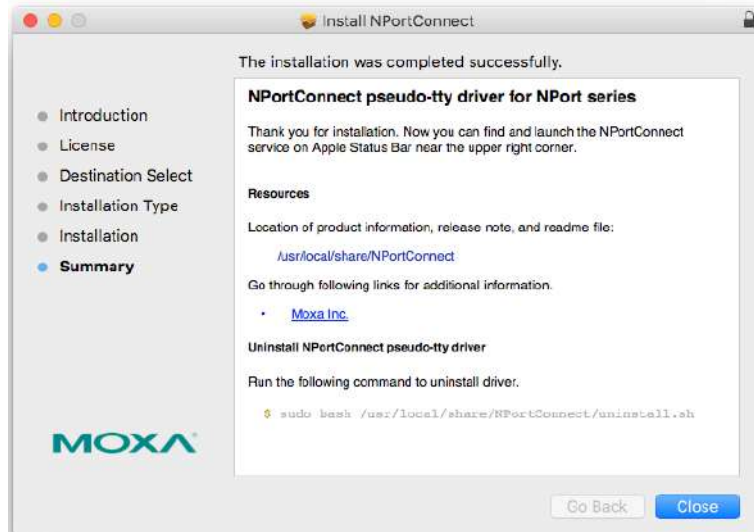 Install NPortConnect
The installation was completed successfully.
Introduction
License
Destination Select
Installation Type
Installation
Summary
NPortConnect pseudo-tty driver for NPort series
Thank you for installation. Now you can find and launch the NPortConnect
service on Apple Status Bar near the upper right corner.
Resources
Location of product information, release note, and readme file:
/usr/local/share/NPortConnect
Go through following links for additional information.
• Moxa Inc.
Uninstall NPortConnect pseudo-tty driver
Run the following command to uninstall driver.
$ sudo bash /usr/local/share/NPortConnect/uninstall.sh
MOXA
Go Back
Close